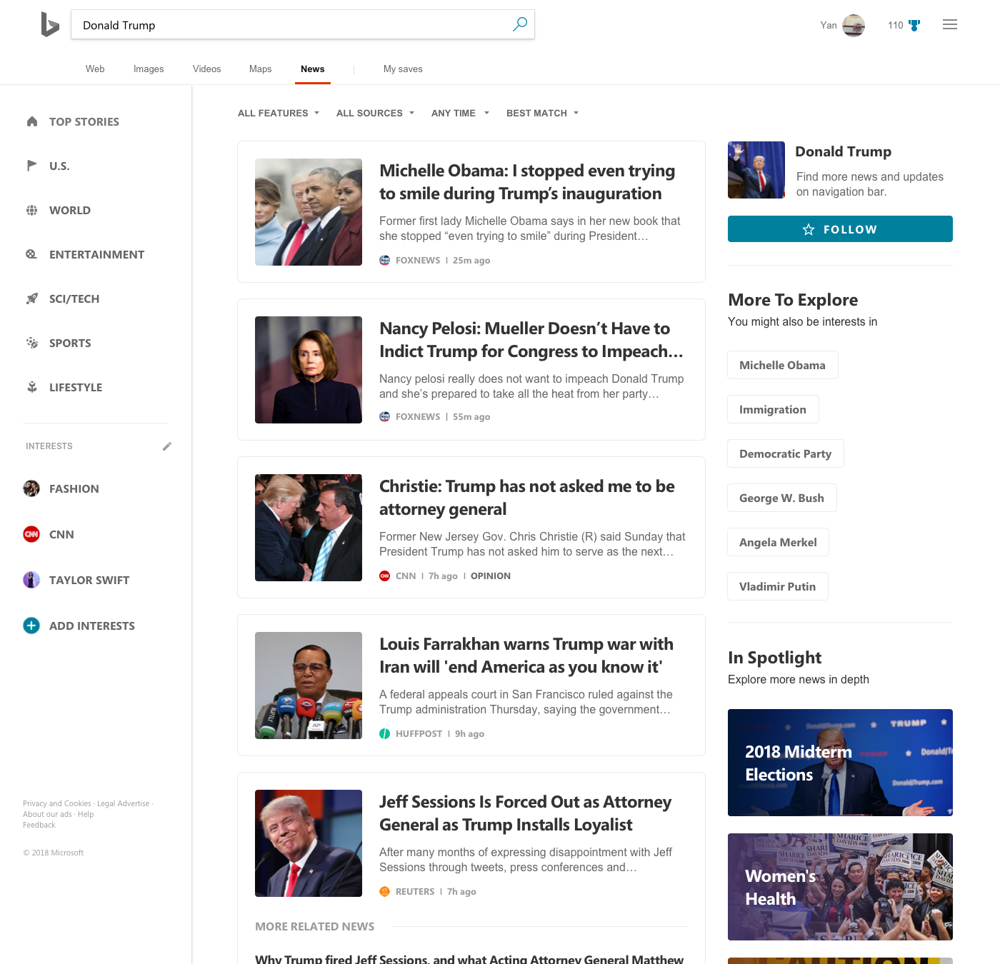 Donald Trump
Yan
110
Web Images Videos Maps News | My saves
TOP STORIES
U.S.
WORLD
ENTERTAINMENT
SCI/TECH
SPORTS
LIFESTYLE
INTERESTS
FASHION
CNN
CNN
TAYLOR SWIFT
ADD INTERESTS
Privacy and Cookies · Legal Advertise ·
About our ads · Help
Feedback
© 2018 Microsoft
ALL FEATURES ALL SOURCES ANY TIME BEST MATCH
Michelle Obama: I stopped even trying
to smile during Trump’s inauguration
Former first lady Michelle Obama says in her new book that
she stopped “even trying to smile” during President…
FOXNEWS | 25m ago
Nancy Pelosi: Mueller Doesn’t Have to
Indict Trump for Congress to Impeach…
Nancy pelosi really does not want to impeach Donald Trump
and she’s prepared to take all the heat from her party…
FOXNEWS | 55m ago
Christie: Trump has not asked me to be
attorney general
Former New Jersey Gov. Chris Christie (R) said Sunday that
President Trump has not asked him to serve as the next…
CNN | 7h ago | OPINION
Louis Farrakhan warns Trump war with
Iran will 'end America as you know it'
A federal appeals court in San Francisco ruled against the
Trump administration Thursday, saying the government…
HUFFPOST | 9h ago
RUPTLY
AP
Jeff Sessions Is Forced Out as Attorney
General as Trump Installs Loyalist
After many months of expressing disappointment with Jeff
Sessions through tweets, press conferences and…
REUTERS | 7h ago
MORE RELATED NEWS
Why Trump fired Jeff Sessions, and what Acting Attorney General Matthew
Donald Trump
Find more news and updates
on navigation bar.
FOLLOW
More To Explore
You might also be interests in
Michelle Obama
Immigration
Democratic Party
George W. Bush
Angela Merkel
Vladimir Putin
In Spotlight
Explore more news in depth
2018 Midterm
Elections
TRUMP
DonaldJTrump.com
Women's
Health
SHARICE
DAVIDS
CAUTION